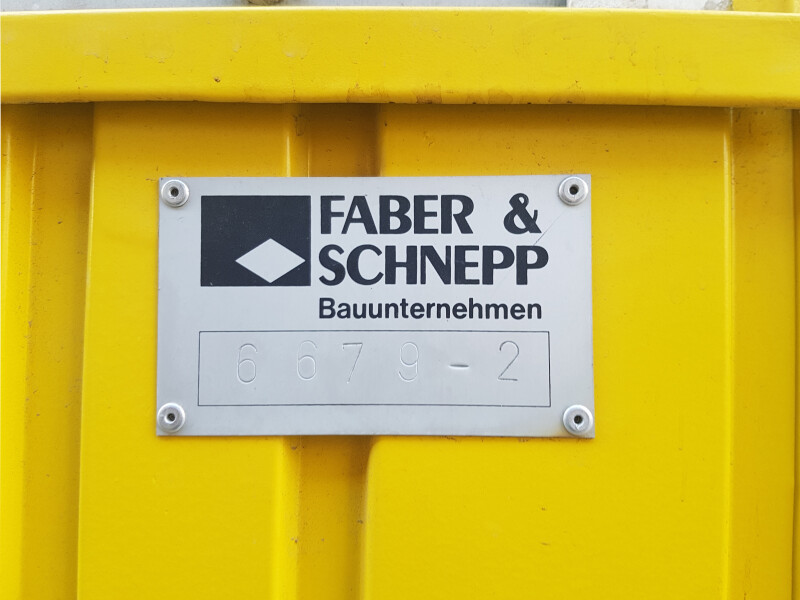 FABER &
SCHNEPP
Bauunternehmen
6679-2